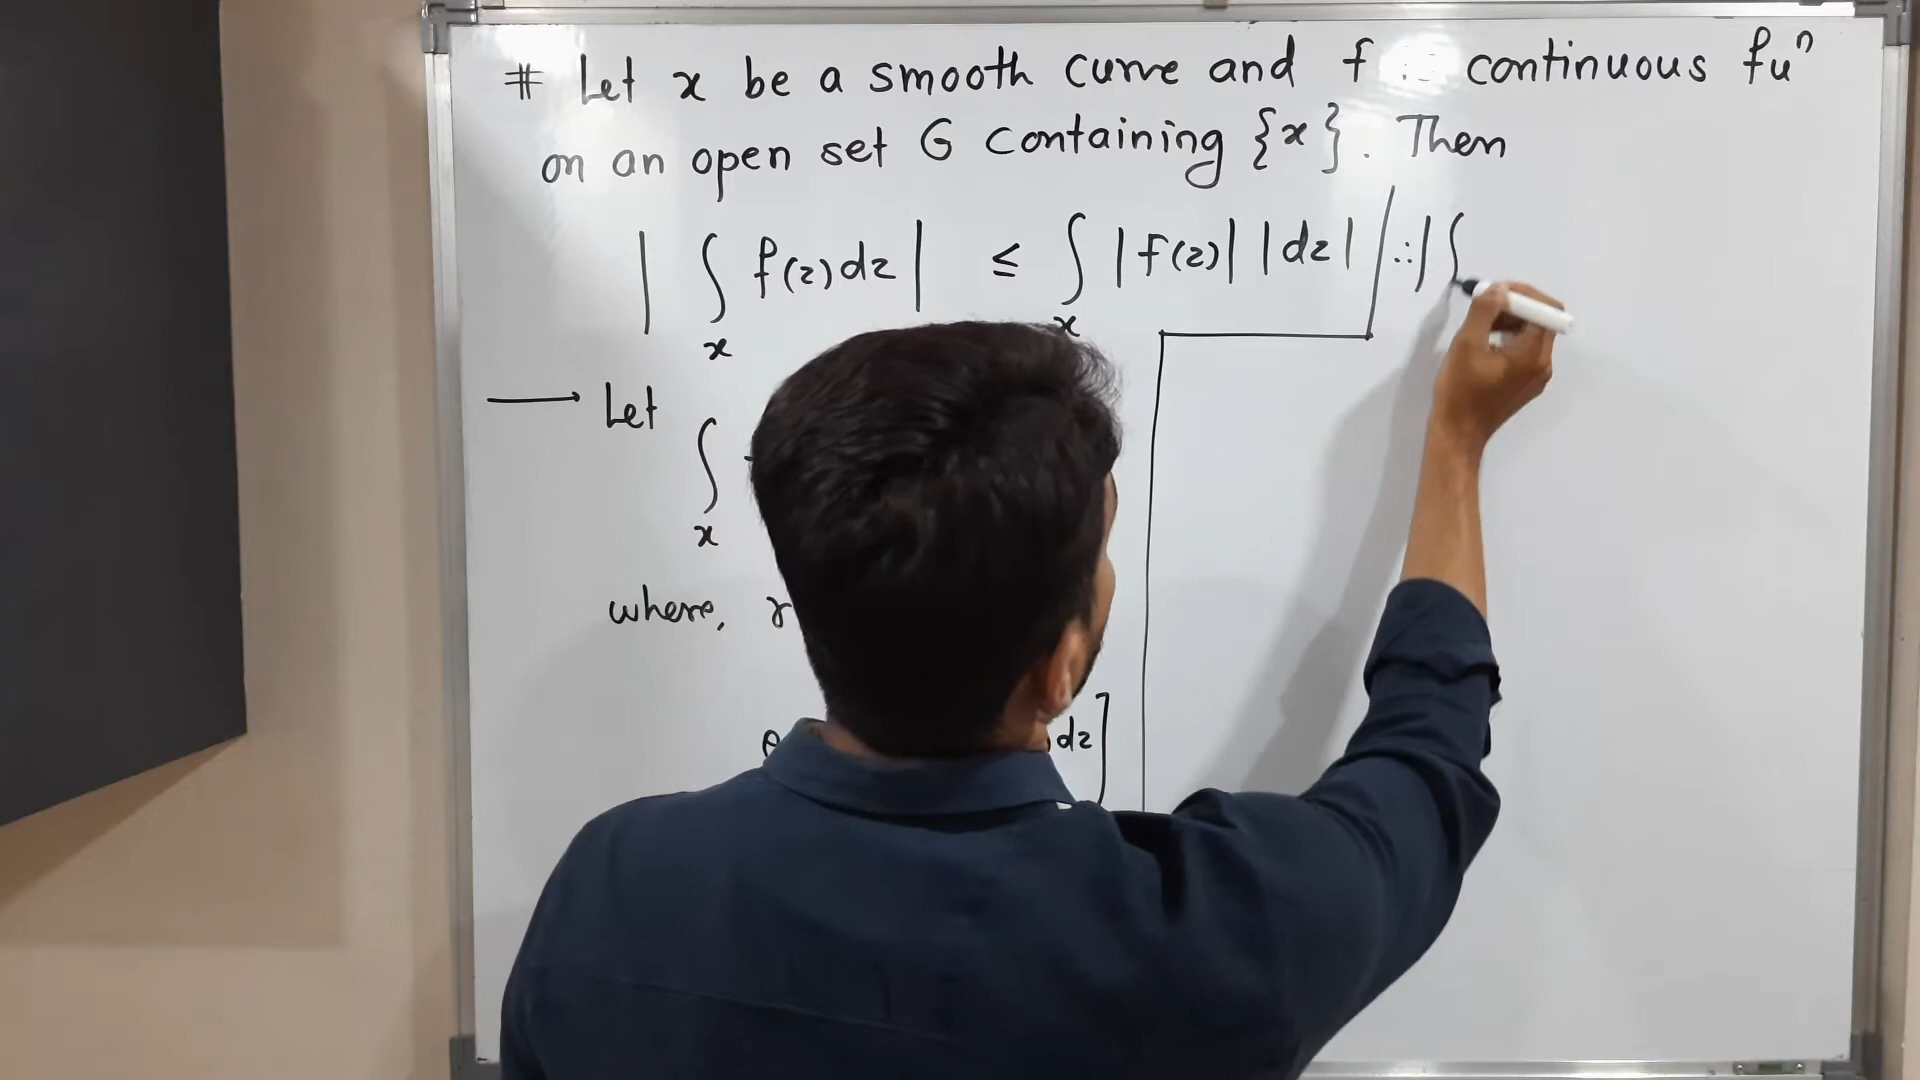 # Let x be a smooth curve and f continuous fuⁿ
on an open set G containing {x}. Then
| ∫ₓ f(z)dz | ≤ ∫ₓ |f(z)| |dz|
∴ | ∫
→ Let
∫ₓ
where, r
e
dz]